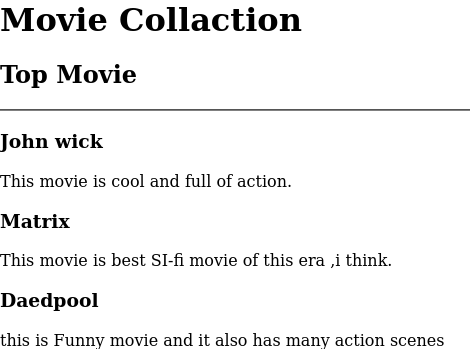 Movie Collaction
Top Movie
John wick
This movie is cool and full of action.
Matrix
This movie is best SI-fi movie of this era ,i think.
Daedpool
this is Funny movie and it also has many action scenes